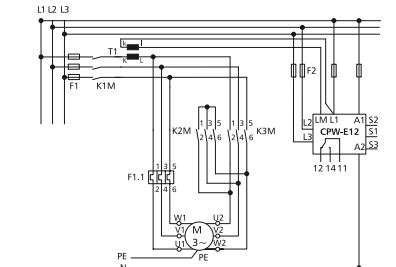 L1 L2 L3
T1
k l
K L
F1 K1M
F2
LM L1 A1 S2
L2 S1
CPW-E12
L3 A2 S3
12 14 11
K2M 1 3 5
2 4 6
1 3 5 K3M
2 4 6
1 3 5
F1.1
2 4 6
W1 U2
V1 M V2
3~
U1 W2
PE PE
N